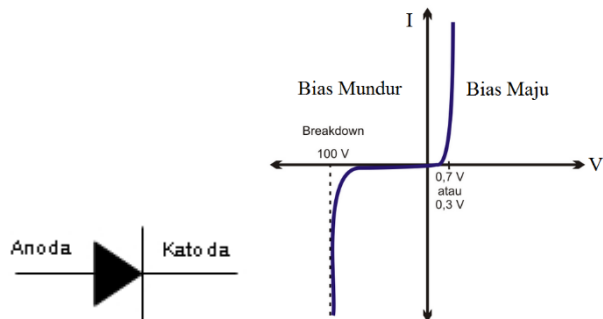 I
Bias Mundur
Bias Maju
Breakdown
100 V
V
0,7 V
atau
0,3 V
Anoda
Katoda